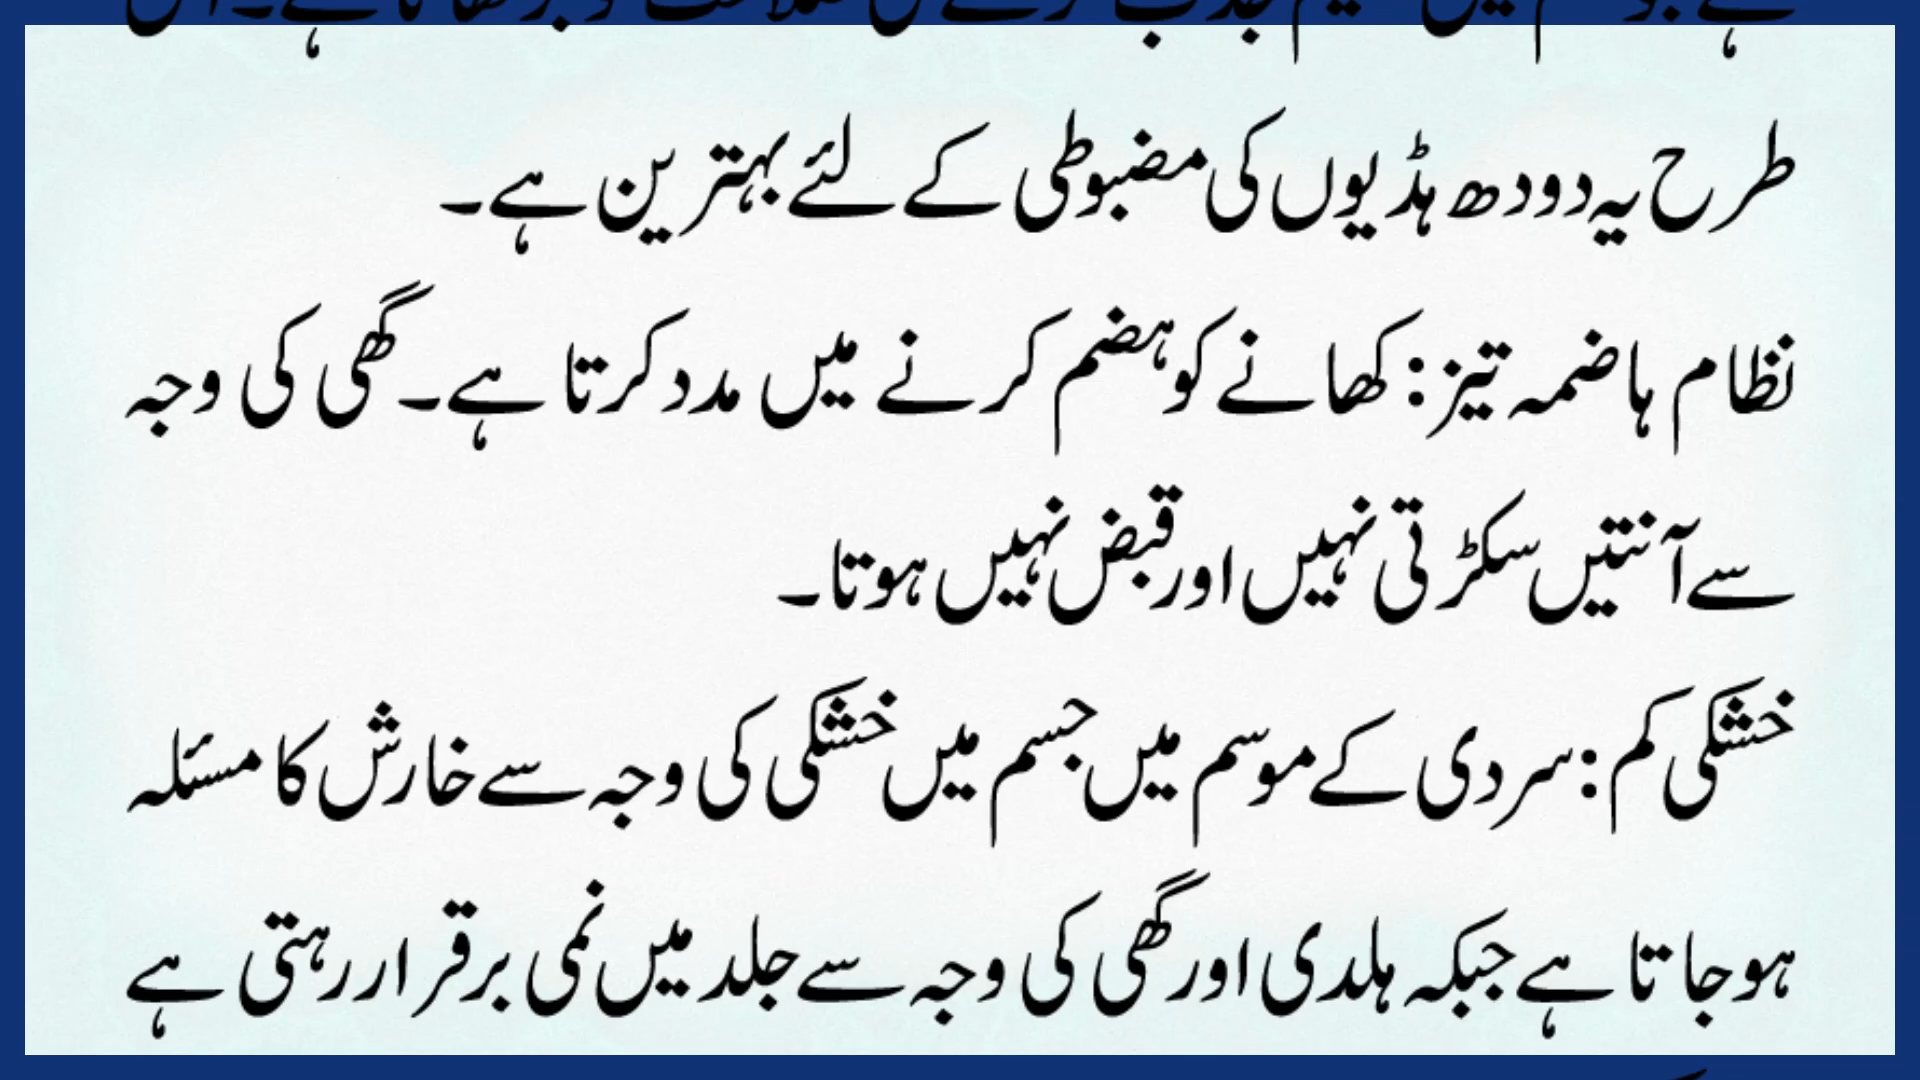 طرح یہ دودھ ہڈیوں کی مضبوطی کے لئے بہترین ہے۔
نظام ہاضمہ تیز: کھانے کو ہضم کرنے میں مدد کرتا ہے۔ گھی کی وجہ
سے آنتیں سکڑتی نہیں اور قبض نہیں ہوتا۔
خشکی کم: سردی کے موسم میں جسم میں خشکی کی وجہ سے خارش کا مسئلہ
ہو جاتا ہے جبکہ ہلدی اور گھی کی وجہ سے جلد میں نمی برقرار رہتی ہے